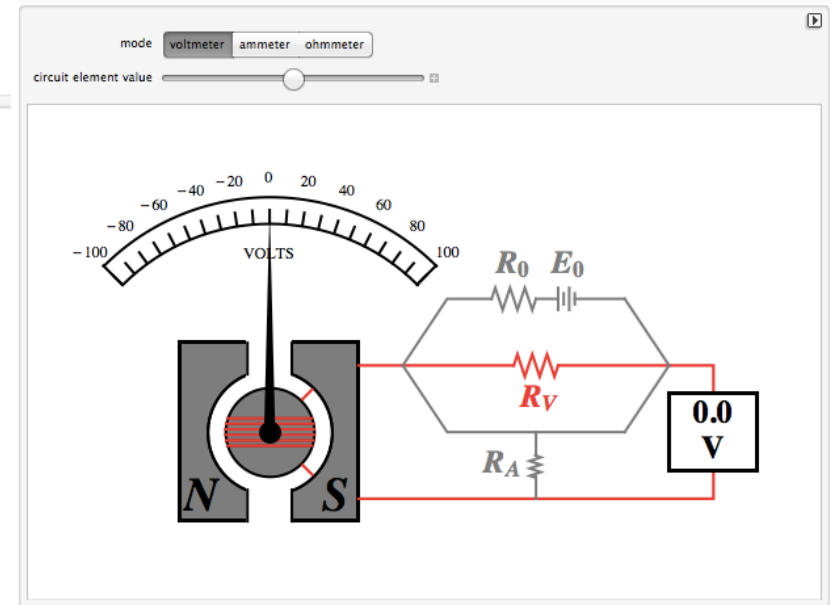 mode voltmeter ammeter ohmmeter
circuit element value
-100 -80 -60 -40 -20 0 20 40 60 80 100
VOLTS
R0 E0
RV
RA
0.0
V
N S